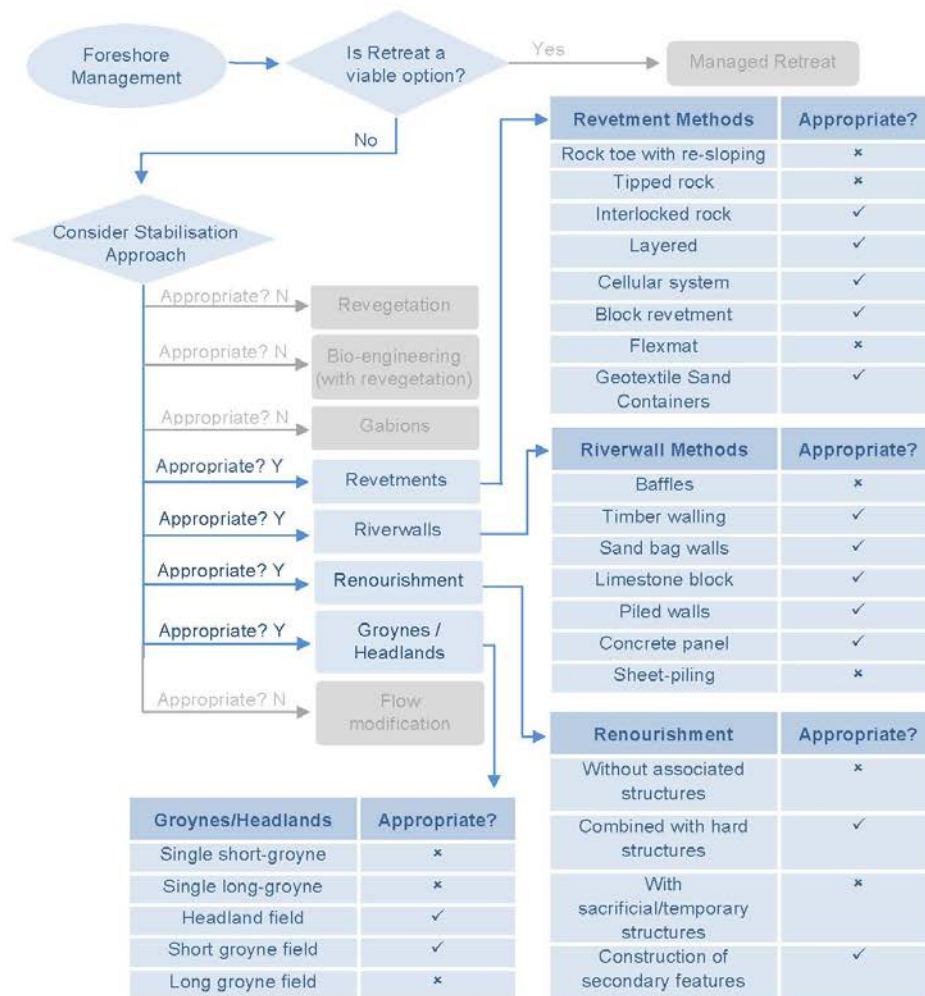 Foreshore
Management
Is Retreat a
viable option?
Yes
Managed Retreat
No
Consider Stabilisation
Approach
Appropriate? N
Revegetation
Appropriate? N
Bio-engineering
(with revegetation)
Appropriate? N
Gabions
Appropriate? Y
Revetments
Appropriate? Y
Riverwalls
Appropriate? Y
Renourishment
Appropriate? Y
Groynes /
Headlands
Appropriate? N
Flow
modification
Revetment Methods Appropriate?
Rock toe with re-sloping ×
Tipped rock ×
Interlocked rock ✓
Layered ✓
Cellular system ✓
Block revetment ✓
Flexmat ×
Geotextile Sand ✓
Containers
Riverwall Methods Appropriate?
Baffles ×
Timber walling ✓
Sand bag walls ✓
Limestone block ✓
Piled walls ✓
Concrete panel ✓
Sheet-piling ×
Renourishment Appropriate?
Without associated ×
structures
Combined with hard ✓
structures
With ×
sacrificial/temporary
structures
Construction of ✓
secondary features
Groynes/Headlands Appropriate?
Single short-groyne ×
Single long-groyne ×
Headland field ✓
Short groyne field ✓
Long groyne field ×